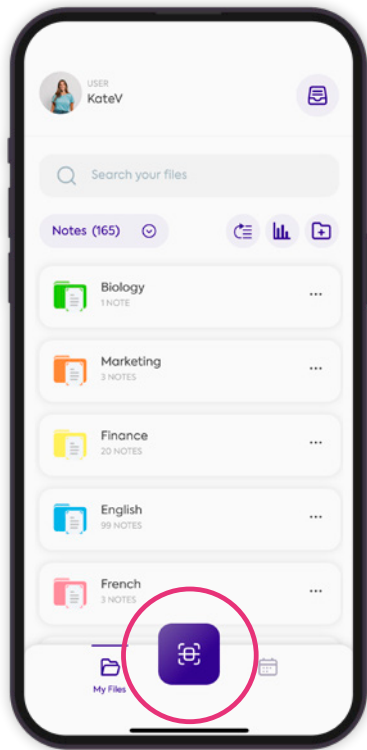 USER
KateV
Search your files
Notes (165)
Biology
1 NOTE
Marketing
3 NOTES
Finance
20 NOTES
English
99 NOTES
French
3 NOTES
My Files